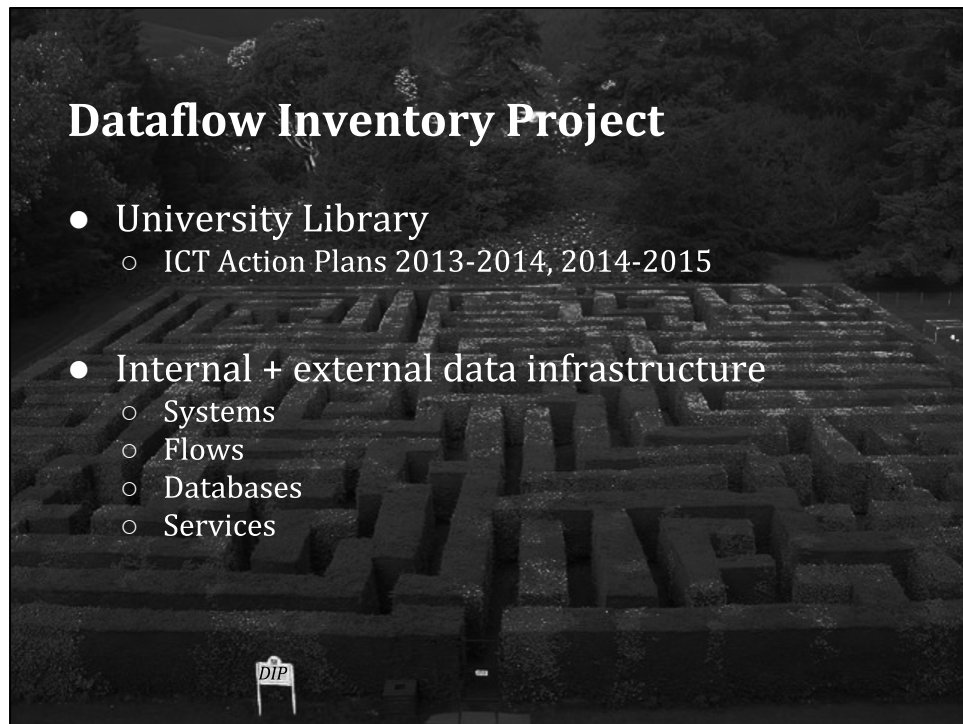 Dataflow Inventory Project
● University Library
○ ICT Action Plans 2013-2014, 2014-2015
● Internal + external data infrastructure
○ Systems
○ Flows
○ Databases
○ Services
DIP